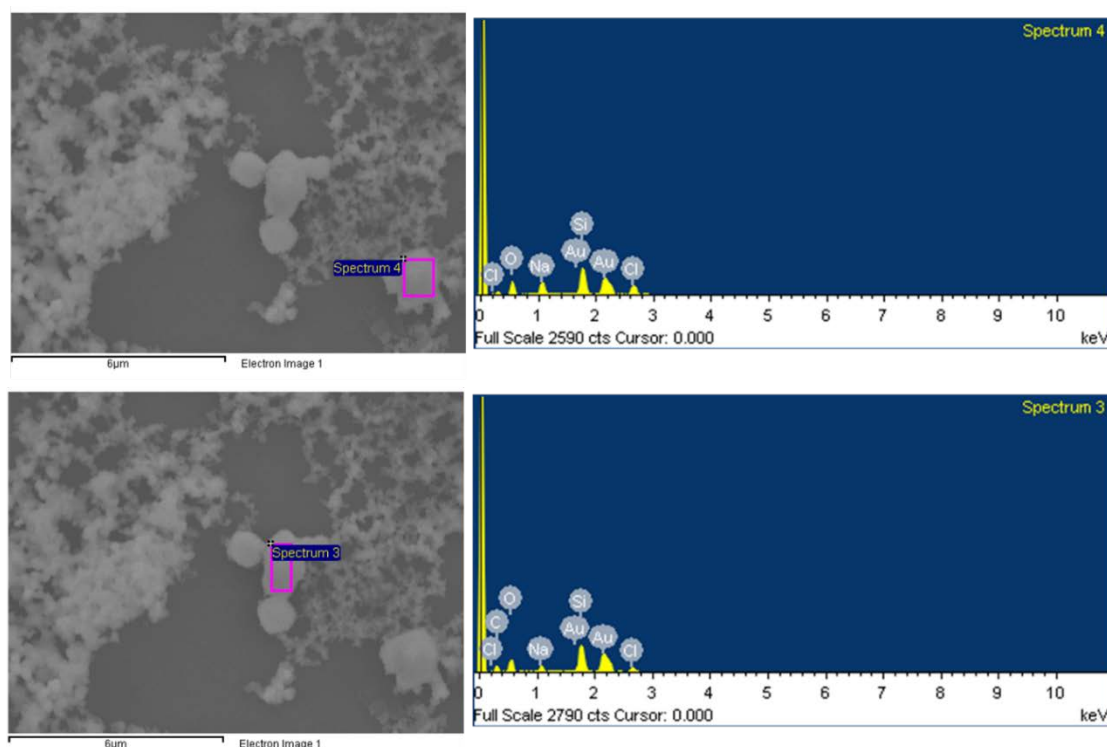 Spectrum 4
Spectrum 4
Cl
O
Na
Si
Au
Au
Cl
0 1 2 3 4 5 6 7 8 9 10
Full Scale 2590 cts Cursor: 0.000 keV
6µm Electron Image 1
Spectrum 3
Spectrum 3
Cl
C
O
Na
Si
Au
Au
Cl
0 1 2 3 4 5 6 7 8 9 10
Full Scale 2790 cts Cursor: 0.000 keV
6µm Electron Image 1